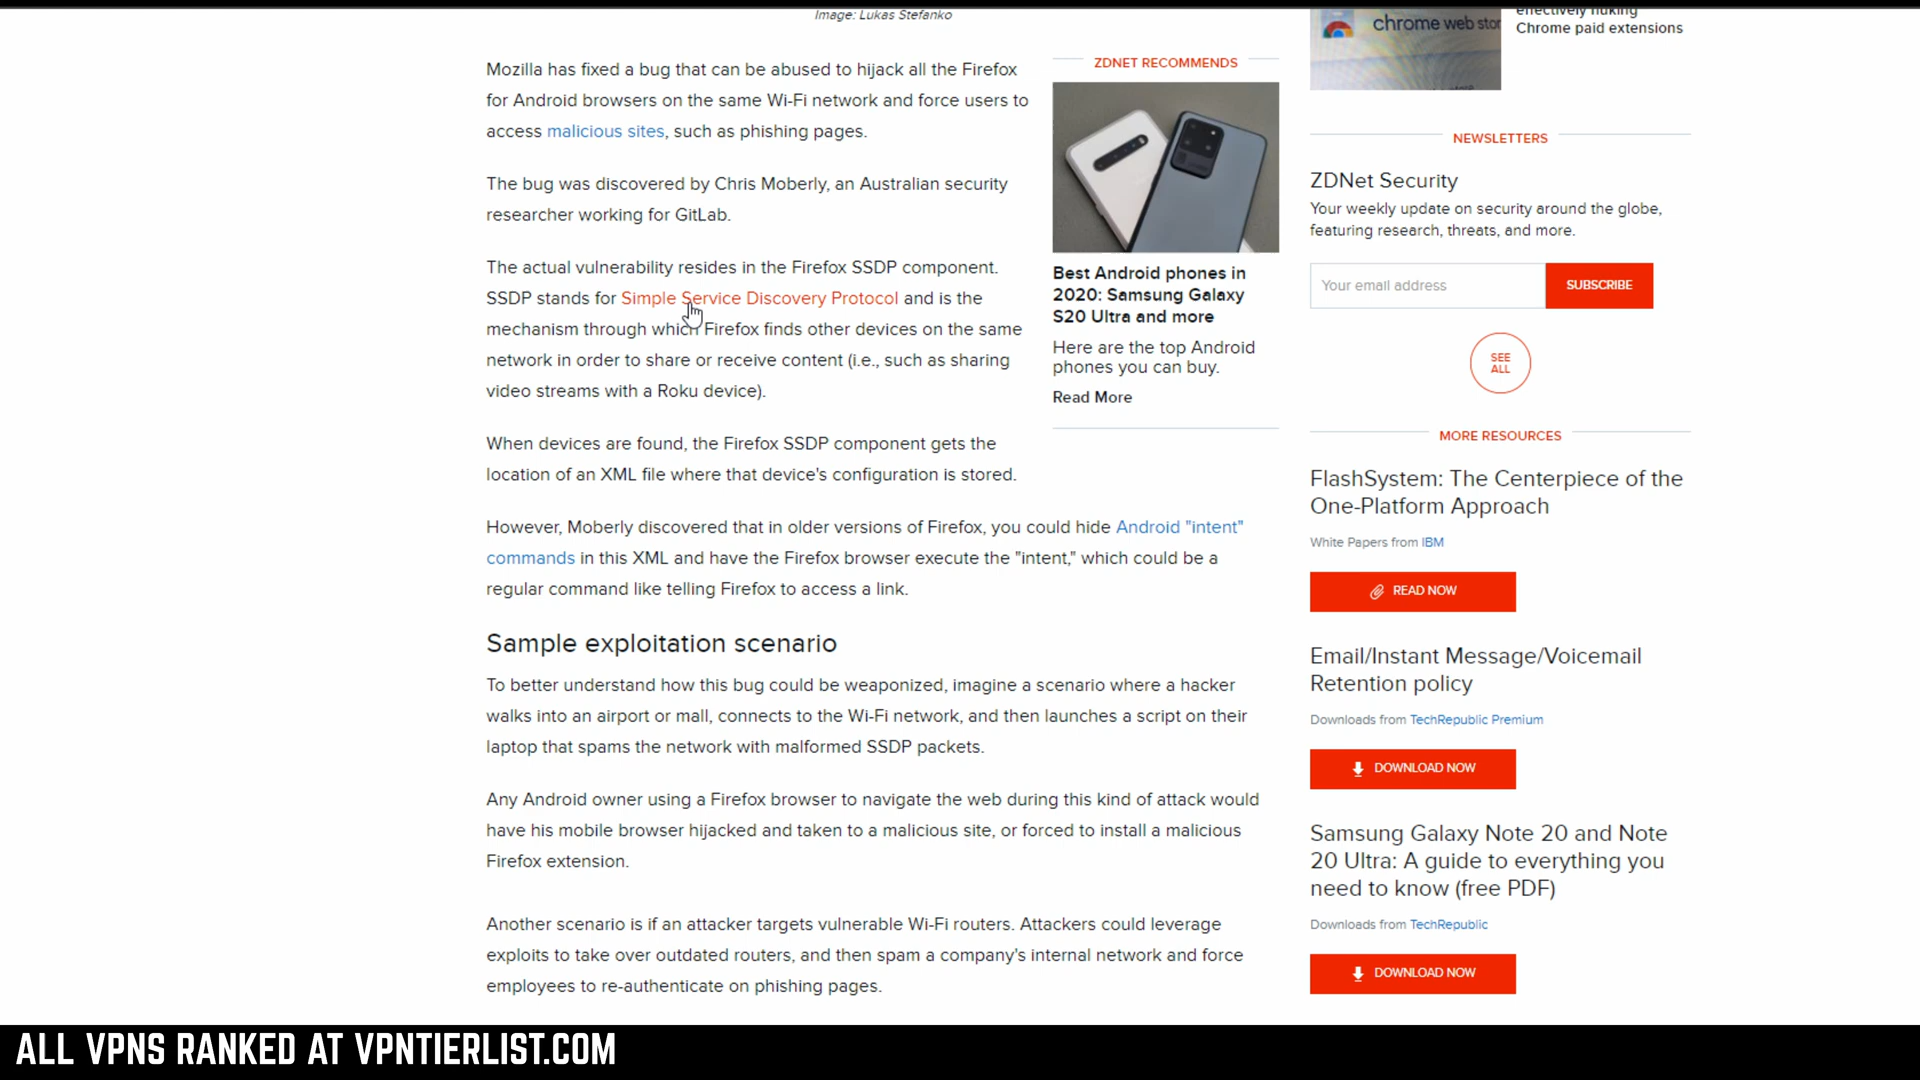 Image: Lukas Stefanko
Mozilla has fixed a bug that can be abused to hijack all the Firefox
for Android browsers on the same Wi-Fi network and force users to
access malicious sites, such as phishing pages.
The bug was discovered by Chris Moberly, an Australian security
researcher working for GitLab.
The actual vulnerability resides in the Firefox SSDP component.
SSDP stands for Simple Service Discovery Protocol and is the
mechanism through which Firefox finds other devices on the same
network in order to share or receive content (i.e., such as sharing
video streams with a Roku device).
When devices are found, the Firefox SSDP component gets the
location of an XML file where that device's configuration is stored.
However, Moberly discovered that in older versions of Firefox, you could hide Android "intent"
commands in this XML and have the Firefox browser execute the "intent," which could be a
regular command like telling Firefox to access a link.
Sample exploitation scenario
To better understand how this bug could be weaponized, imagine a scenario where a hacker
walks into an airport or mall, connects to the Wi-Fi network, and then launches a script on their
laptop that spams the network with malformed SSDP packets.
Any Android owner using a Firefox browser to navigate the web during this kind of attack would
have his mobile browser hijacked and taken to a malicious site, or forced to install a malicious
Firefox extension.
Another scenario is if an attacker targets vulnerable Wi-Fi routers. Attackers could leverage
exploits to take over outdated routers, and then spam a company's internal network and force
employees to re-authenticate on phishing pages.
ZDNET RECOMMENDS
Best Android phones in
2020: Samsung Galaxy
S20 Ultra and more
Here are the top Android
phones you can buy.
Read More
chrome web stor
effectively nuking
Chrome paid extensions
NEWSLETTERS
ZDNet Security
Your weekly update on security around the globe,
featuring research, threats, and more.
Your email address
SUBSCRIBE
SEE
ALL
MORE RESOURCES
FlashSystem: The Centerpiece of the
One-Platform Approach
White Papers from IBM
READ NOW
Email/Instant Message/Voicemail
Retention policy
Downloads from TechRepublic Premium
DOWNLOAD NOW
Samsung Galaxy Note 20 and Note
20 Ultra: A guide to everything you
need to know (free PDF)
Downloads from TechRepublic
DOWNLOAD NOW
ALL VPNS RANKED AT VPNTIERLIST.COM